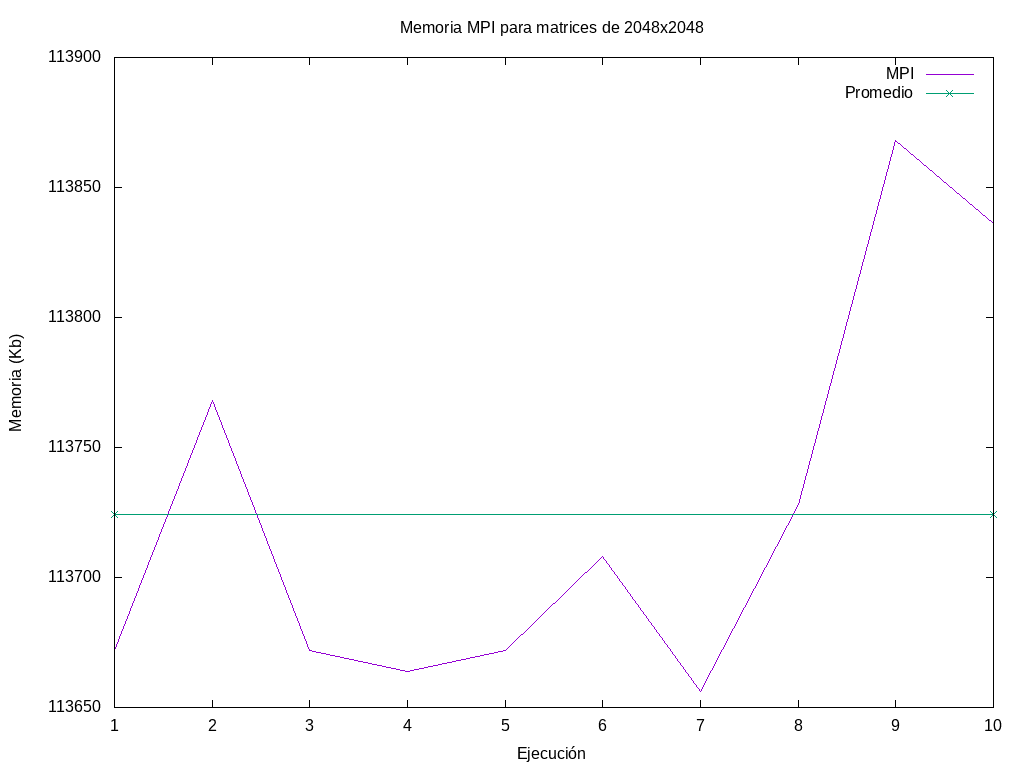 Memoria MPI para matrices de 2048x2048
113900
MPI
Promedio
113850
113800
Memoria (Kb)
113750
113700
113650
1 2 3 4 5 6 7 8 9 10
Ejecución